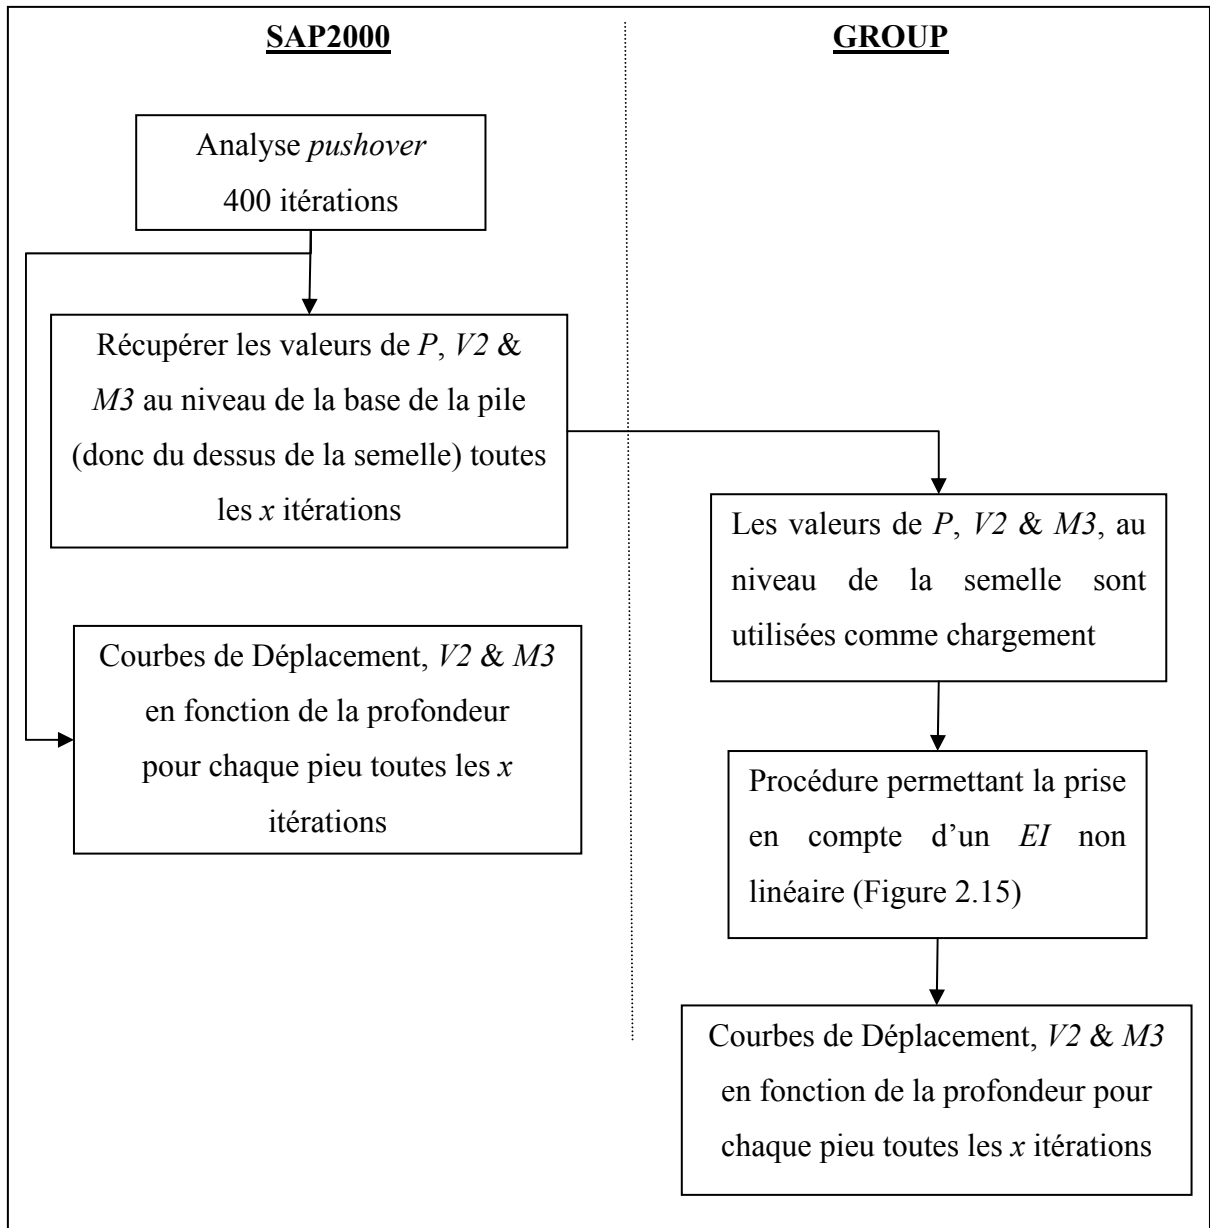 SAP2000
GROUP
Analyse pushover
400 itérations
Récupérer les valeurs de P, V2 &
M3 au niveau de la base de la pile
(donc du dessus de la semelle) toutes
les x itérations
Courbes de Déplacement, V2 & M3
en fonction de la profondeur
pour chaque pieu toutes les x
itérations
Les valeurs de P, V2 & M3, au
niveau de la semelle sont
utilisées comme chargement
Procédure permettant la prise
en compte d’un EI non
linéaire (Figure 2.15)
Courbes de Déplacement, V2 & M3
en fonction de la profondeur pour
chaque pieu toutes les x itérations